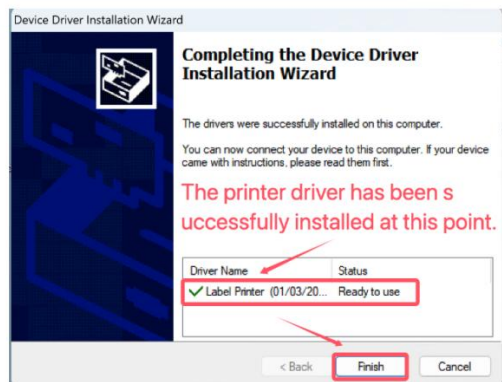 Device Driver Installation Wizard
Completing the Device Driver
Installation Wizard
The drivers were successfully installed on this computer.
You can now connect your device to this computer. If your device
came with instructions, please read them first.
The printer driver has been s
uccessfully installed at this point.
Driver Name Status
Label Printer (01/03/20... Ready to use
< Back Finish Cancel